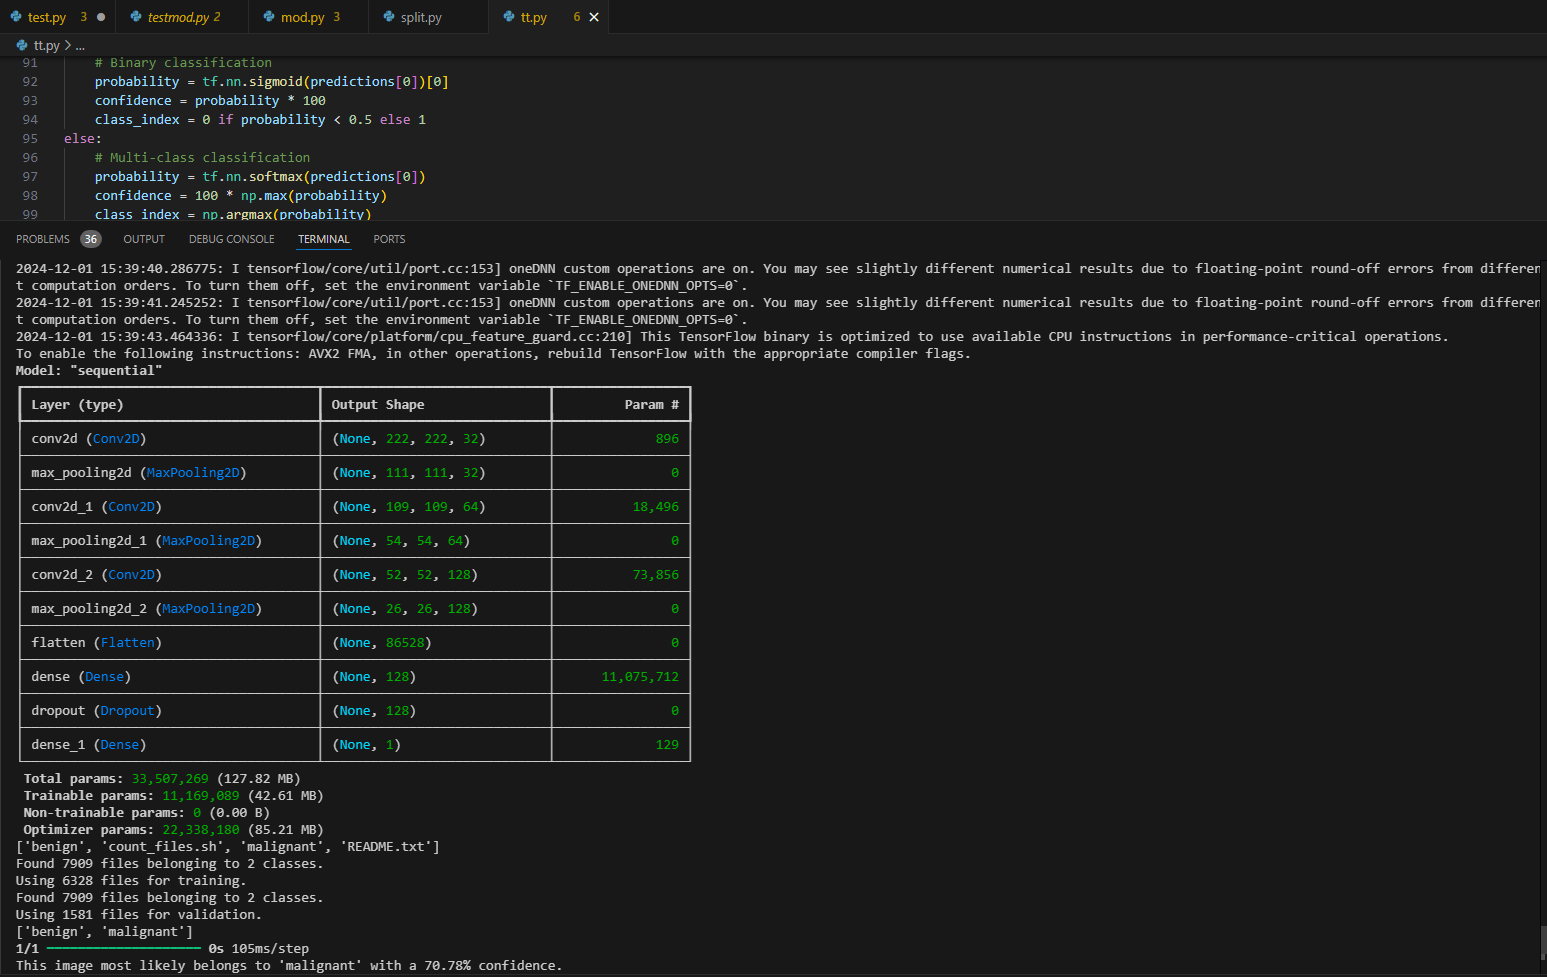 test.py 3
testmod.py 2
mod.py 3
split.py
tt.py 6
tt.py > ...
91 # Binary classification
92 probability = tf.nn.sigmoid(predictions[0])[0]
93 confidence = probability * 100
94 class_index = 0 if probability < 0.5 else 1
95 else:
96 # Multi-class classification
97 probability = tf.nn.softmax(predictions[0])
98 confidence = 100 * np.max(probability)
99 class_index = np.argmax(probability)
PROBLEMS 36 OUTPUT DEBUG CONSOLE TERMINAL PORTS
2024-12-01 15:39:40.286775: I tensorflow/core/util/port.cc:153] oneDNN custom operations are on. You may see slightly different numerical results due to floating-point round-off errors from differen
t computation orders. To turn them off, set the environment variable `TF_ENABLE_ONEDNN_OPTS=0`.
2024-12-01 15:39:41.245252: I tensorflow/core/util/port.cc:153] oneDNN custom operations are on. You may see slightly different numerical results due to floating-point round-off errors from differen
t computation orders. To turn them off, set the environment variable `TF_ENABLE_ONEDNN_OPTS=0`.
2024-12-01 15:39:43.464336: I tensorflow/core/platform/cpu_feature_guard.cc:210] This TensorFlow binary is optimized to use available CPU instructions in performance-critical operations.
To enable the following instructions: AVX2 FMA, in other operations, rebuild TensorFlow with the appropriate compiler flags.
Model: "sequential"
Layer (type) Output Shape Param #
conv2d (Conv2D) (None, 222, 222, 32) 896
max_pooling2d (MaxPooling2D) (None, 111, 111, 32) 0
conv2d_1 (Conv2D) (None, 109, 109, 64) 18,496
max_pooling2d_1 (MaxPooling2D) (None, 54, 54, 64) 0
conv2d_2 (Conv2D) (None, 52, 52, 128) 73,856
max_pooling2d_2 (MaxPooling2D) (None, 26, 26, 128) 0
flatten (Flatten) (None, 86528) 0
dense (Dense) (None, 128) 11,075,712
dropout (Dropout) (None, 128) 0
dense_1 (Dense) (None, 1) 129
Total params: 33,507,269 (127.82 MB)
Trainable params: 11,169,089 (42.61 MB)
Non-trainable params: 0 (0.00 B)
Optimizer params: 22,338,180 (85.21 MB)
['benign', 'count_files.sh', 'malignant', 'README.txt']
Found 7909 files belonging to 2 classes.
Using 6328 files for training.
Found 7909 files belonging to 2 classes.
Using 1581 files for validation.
['benign', 'malignant']
1/1 0s 105ms/step
This image most likely belongs to 'malignant' with a 70.78% confidence.